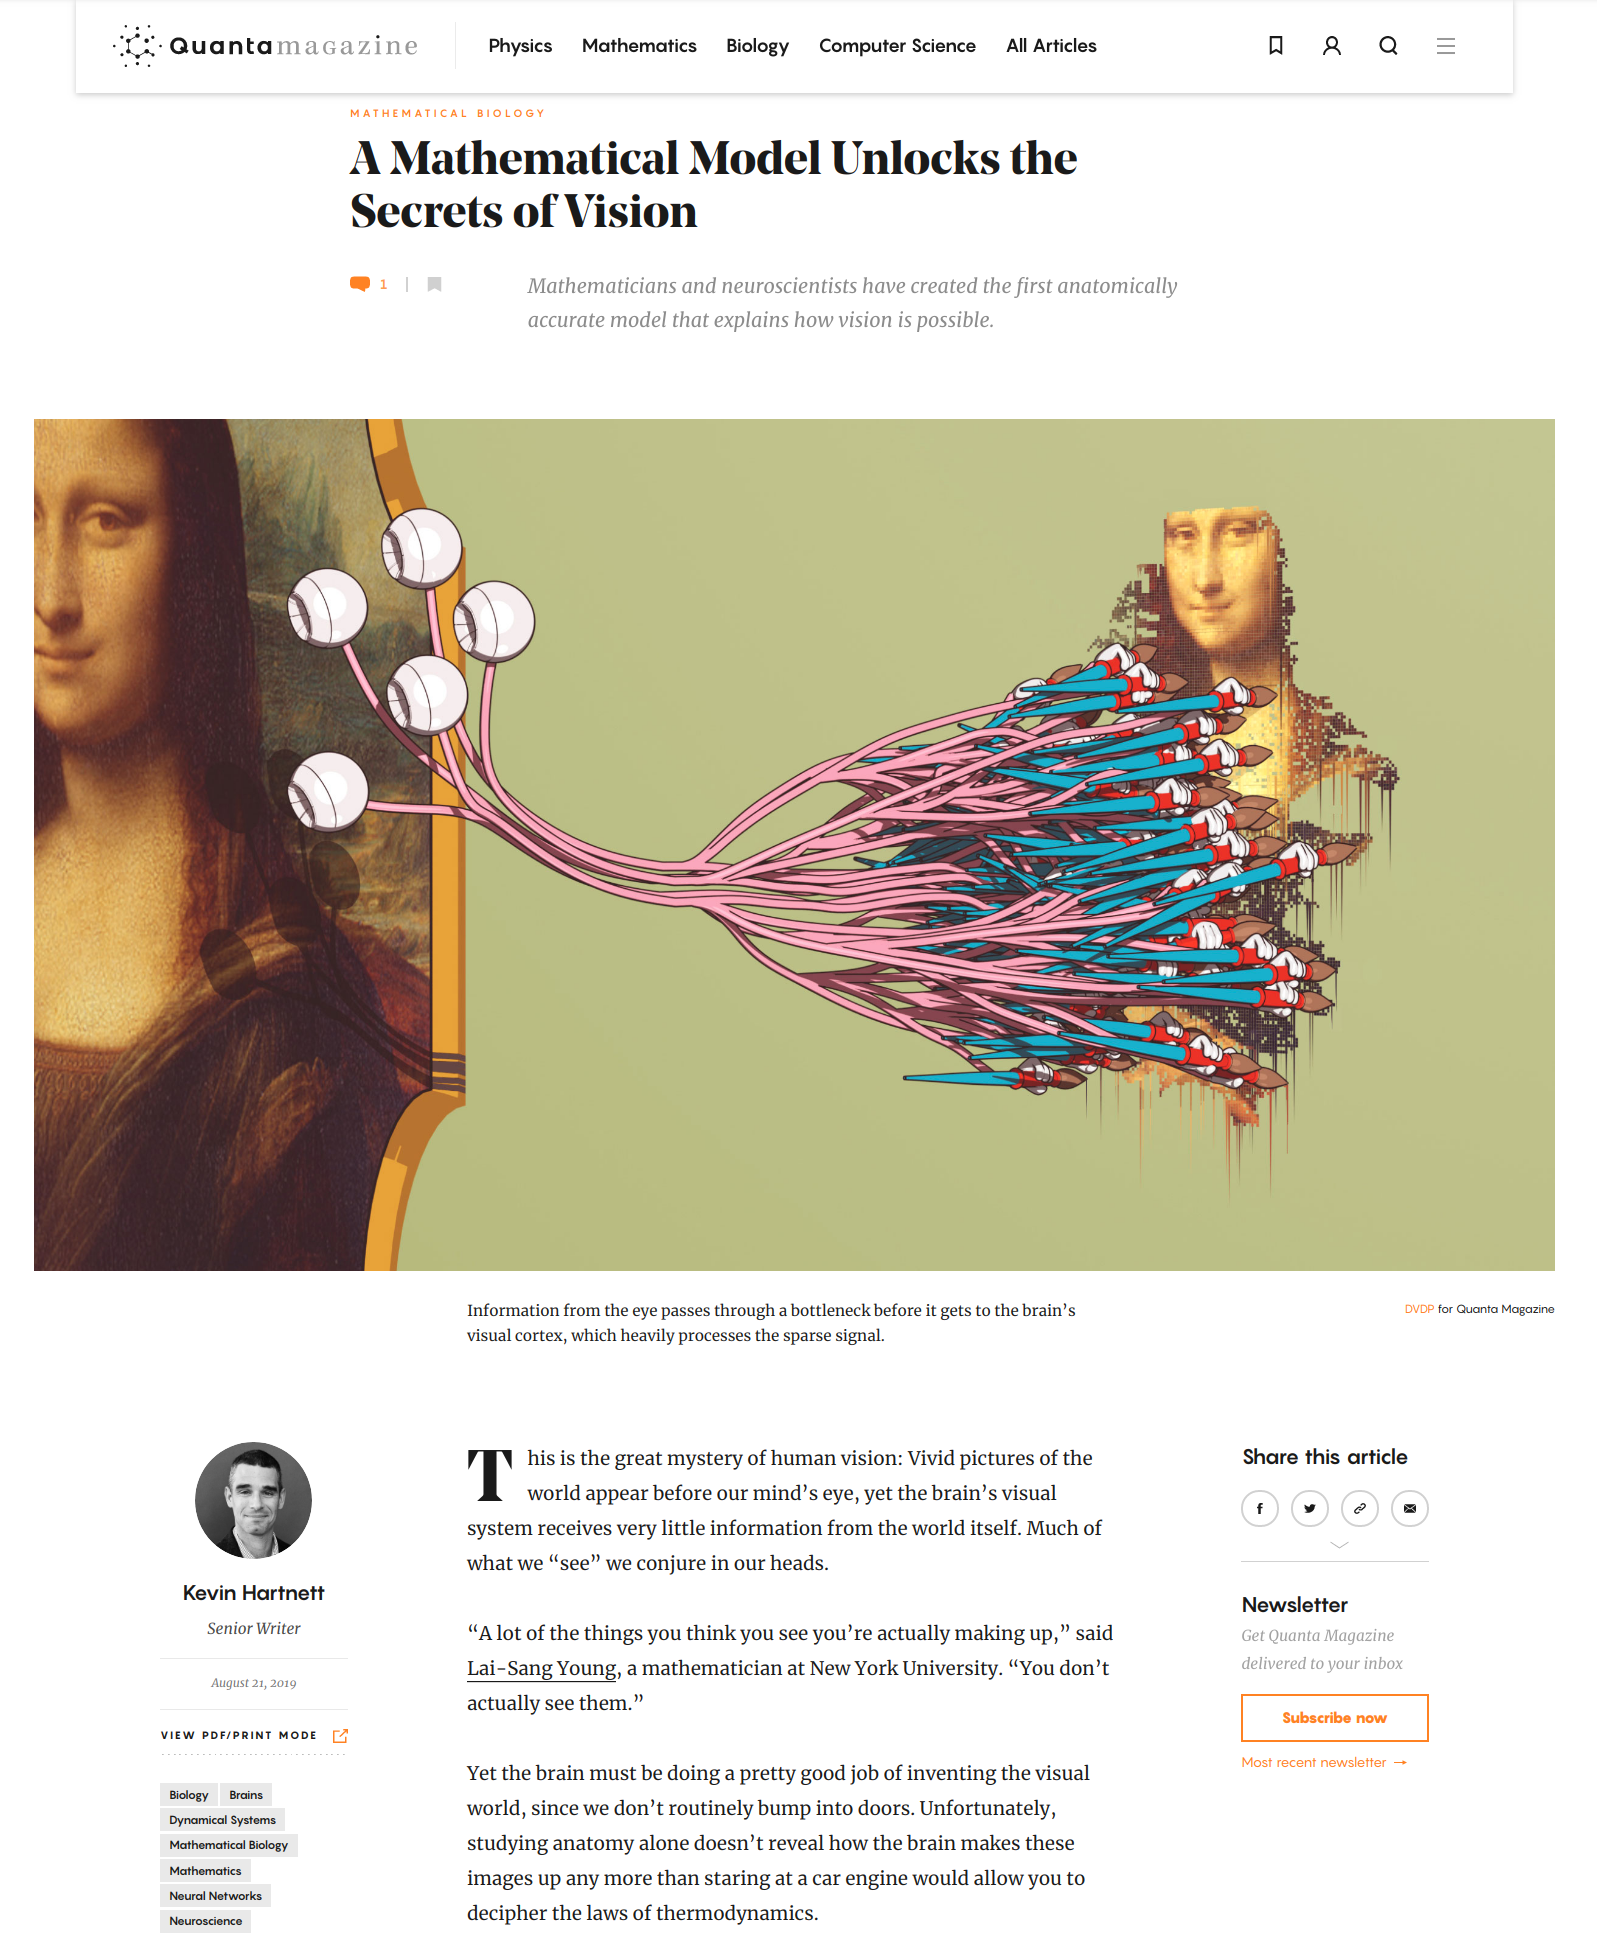 Quantamagazine
Physics Mathematics Biology Computer Science All Articles
MATHEMATICAL BIOLOGY
A Mathematical Model Unlocks the
Secrets of Vision
1
Mathematicians and neuroscientists have created the first anatomically
accurate model that explains how vision is possible.
Information from the eye passes through a bottleneck before it gets to the brain’s
visual cortex, which heavily processes the sparse signal.
DVDP for Quanta Magazine
Kevin Hartnett
Senior Writer
August 21, 2019
VIEW PDF/PRINT MODE
Biology Brains
Dynamical Systems
Mathematical Biology
Mathematics
Neural Networks
Neuroscience
This is the great mystery of human vision: Vivid pictures of the
world appear before our mind’s eye, yet the brain’s visual
system receives very little information from the world itself. Much of
what we “see” we conjure in our heads.
“A lot of the things you think you see you’re actually making up,” said
Lai-Sang Young, a mathematician at New York University. “You don’t
actually see them.”
Yet the brain must be doing a pretty good job of inventing the visual
world, since we don’t routinely bump into doors. Unfortunately,
studying anatomy alone doesn’t reveal how the brain makes these
images up any more than staring at a car engine would allow you to
decipher the laws of thermodynamics.
Share this article
Newsletter
Get Quanta Magazine
delivered to your inbox
Subscribe now
Most recent newsletter →